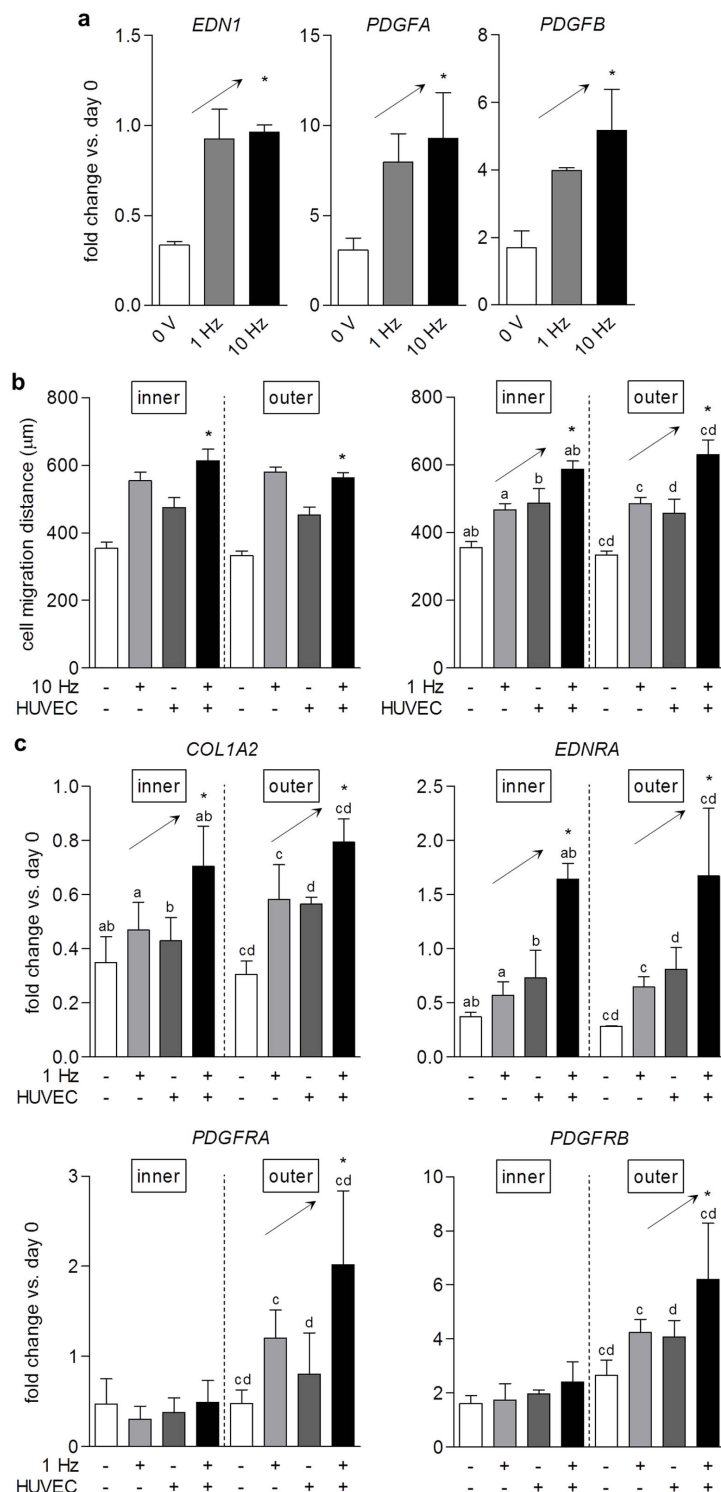 a
EDN1 PDGFA PDGFB
fold change vs. day 0
1.5 15 8
1.0 10 6
0.5 5 4
0.0 0 2
0
* * *
0 V 1 Hz 10 Hz 0 V 1 Hz 10 Hz 0 V 1 Hz 10 Hz
b
cell migration distance (µm)
800
600
400
200
0
inner outer
* *
10 Hz - + - + - + - +
HUVEC - - + + - - + +
800
600
400
200
0
inner outer
* *
ab a b ab cd c d cd
1 Hz - + - + - + - +
HUVEC - - + + - - + +
c
COL1A2
fold change vs. day 0
1.0
0.8
0.6
0.4
0.2
0.0
inner outer
* *
ab a b ab cd c d cd
1 Hz - + - + - + - +
HUVEC - - + + - - + +
EDNRA
2.5
2.0
1.5
1.0
0.5
0.0
inner outer
* *
ab a b ab cd c d cd
1 Hz - + - + - + - +
HUVEC - - + + - - + +
PDGFRA
fold change vs. day 0
3
2
1
0
inner outer
*
cd c d cd
1 Hz - + - + - + - +
HUVEC - - + + - - + +
PDGFRB
10
8
6
4
2
0
inner outer
*
cd c d cd
1 Hz - + - + - + - +
HUVEC - - + + - - + +